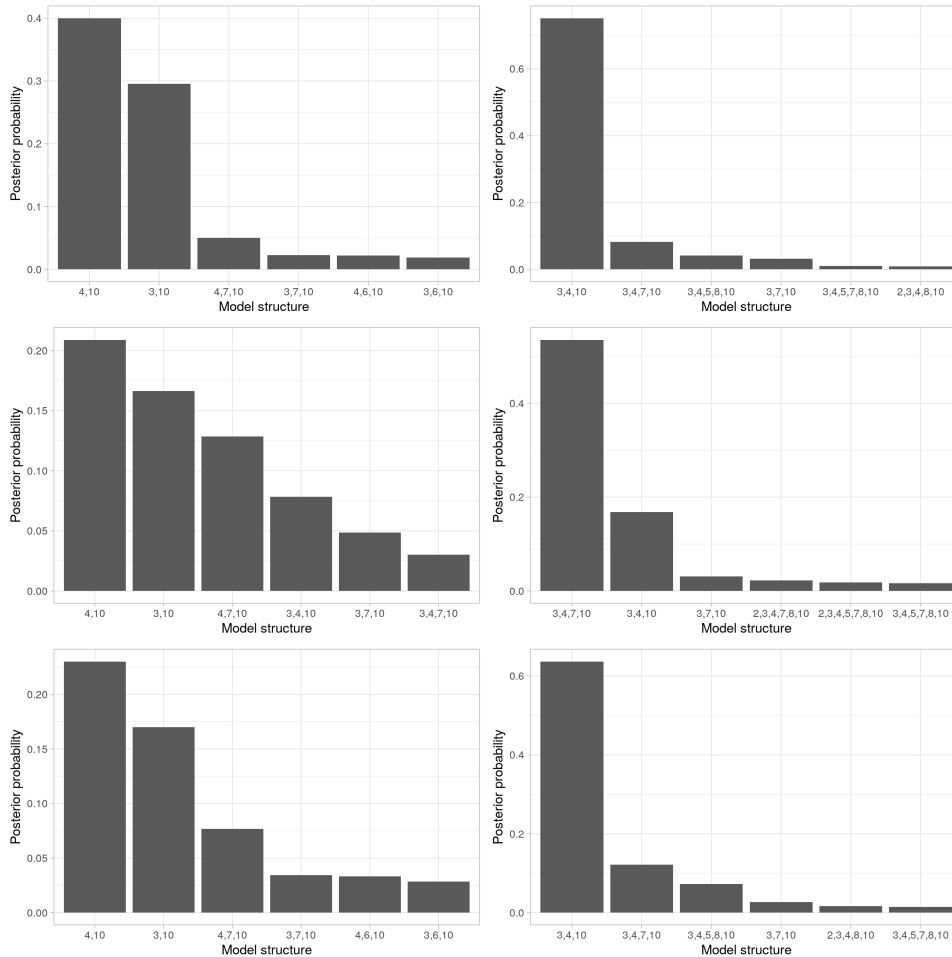 0.4
0.3
0.2
0.1
0.0
Posterior probability
4,10 3,10 4,7,10 3,7,10 4,6,10 3,6,10
Model structure
0.6
0.4
0.2
0.0
Posterior probability
3,4,10 3,4,7,10 3,4,5,8,10 3,7,10 3,4,5,7,8,10 2,3,4,8,10
Model structure
0.20
0.15
0.10
0.05
0.00
Posterior probability
4,10 3,10 4,7,10 3,4,10 3,7,10 3,4,7,10
Model structure
0.4
0.2
0.0
Posterior probability
3,4,7,10 3,4,10 3,7,10 2,3,4,7,8,10 2,3,4,5,7,8,10 3,4,5,7,8,10
Model structure
0.20
0.15
0.10
0.05
0.00
Posterior probability
4,10 3,10 4,7,10 3,7,10 4,6,10 3,6,10
Model structure
0.6
0.4
0.2
0.0
Posterior probability
3,4,10 3,4,7,10 3,4,5,8,10 3,7,10 2,3,4,8,10 3,4,5,7,8,10
Model structure